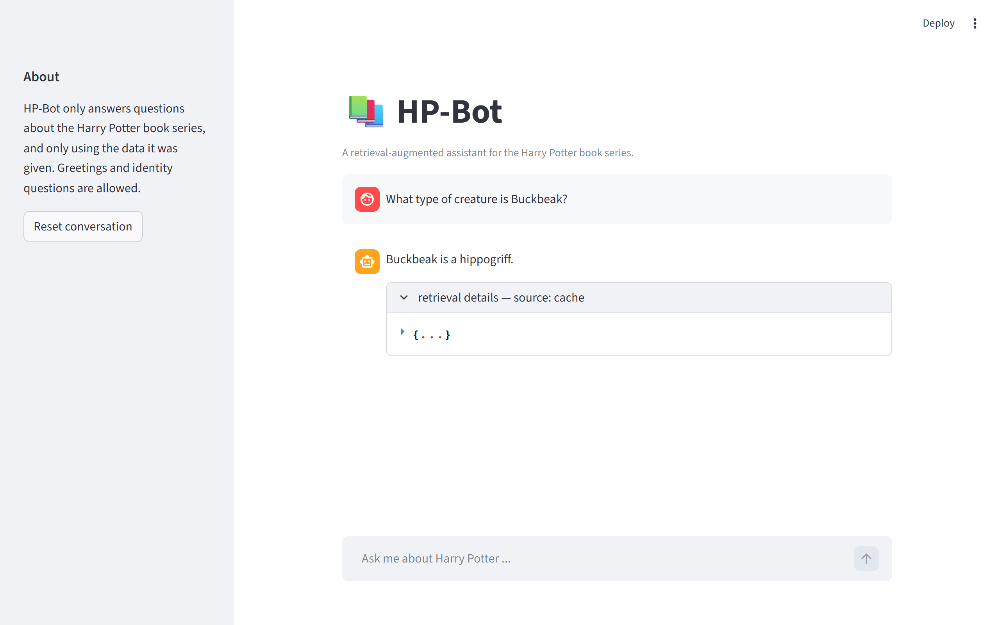 Deploy
About
HP-Bot only answers questions
about the Harry Potter book series,
and only using the data it was
given. Greetings and identity
questions are allowed.
Reset conversation
HP-Bot
A retrieval-augmented assistant for the Harry Potter book series.
What type of creature is Buckbeak?
Buckbeak is a hippogriff.
retrieval details — source: cache
{...}
Ask me about Harry Potter ...